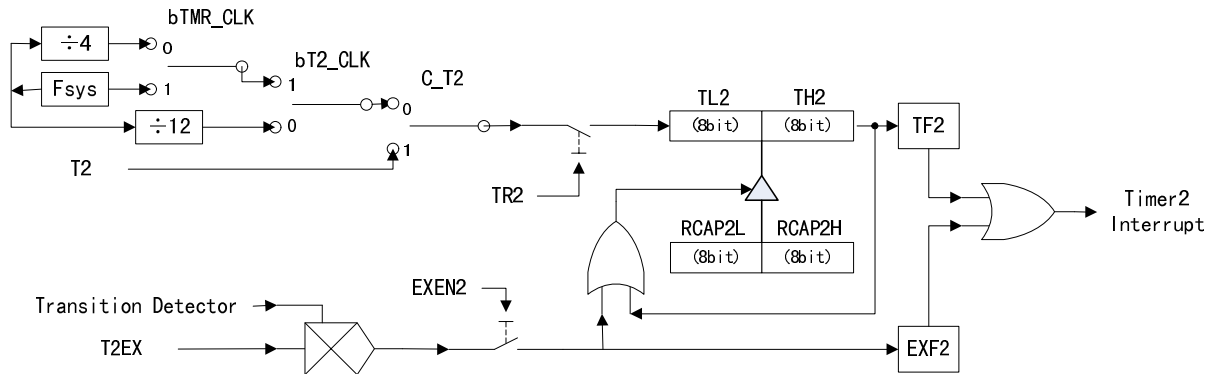 bTMR_CLK
÷4
0
bT2_CLK
C_T2
Fsys
1
1
0
TL2
TH2
÷12
0
(8bit)
(8bit)
TF2
1
T2
TR2
Timer2
Interrupt
RCAP2L
RCAP2H
(8bit)
(8bit)
EXEN2
Transition Detector
T2EX
EXF2